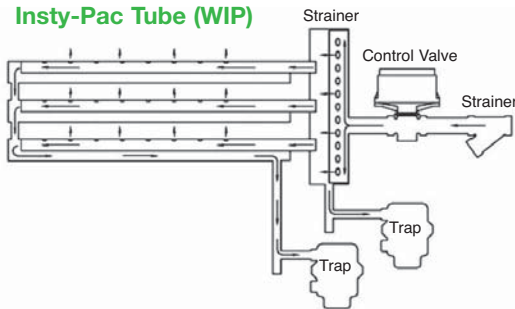 Insty-Pac Tube (WIP)
Strainer
Control Valve
Strainer
Trap
Trap